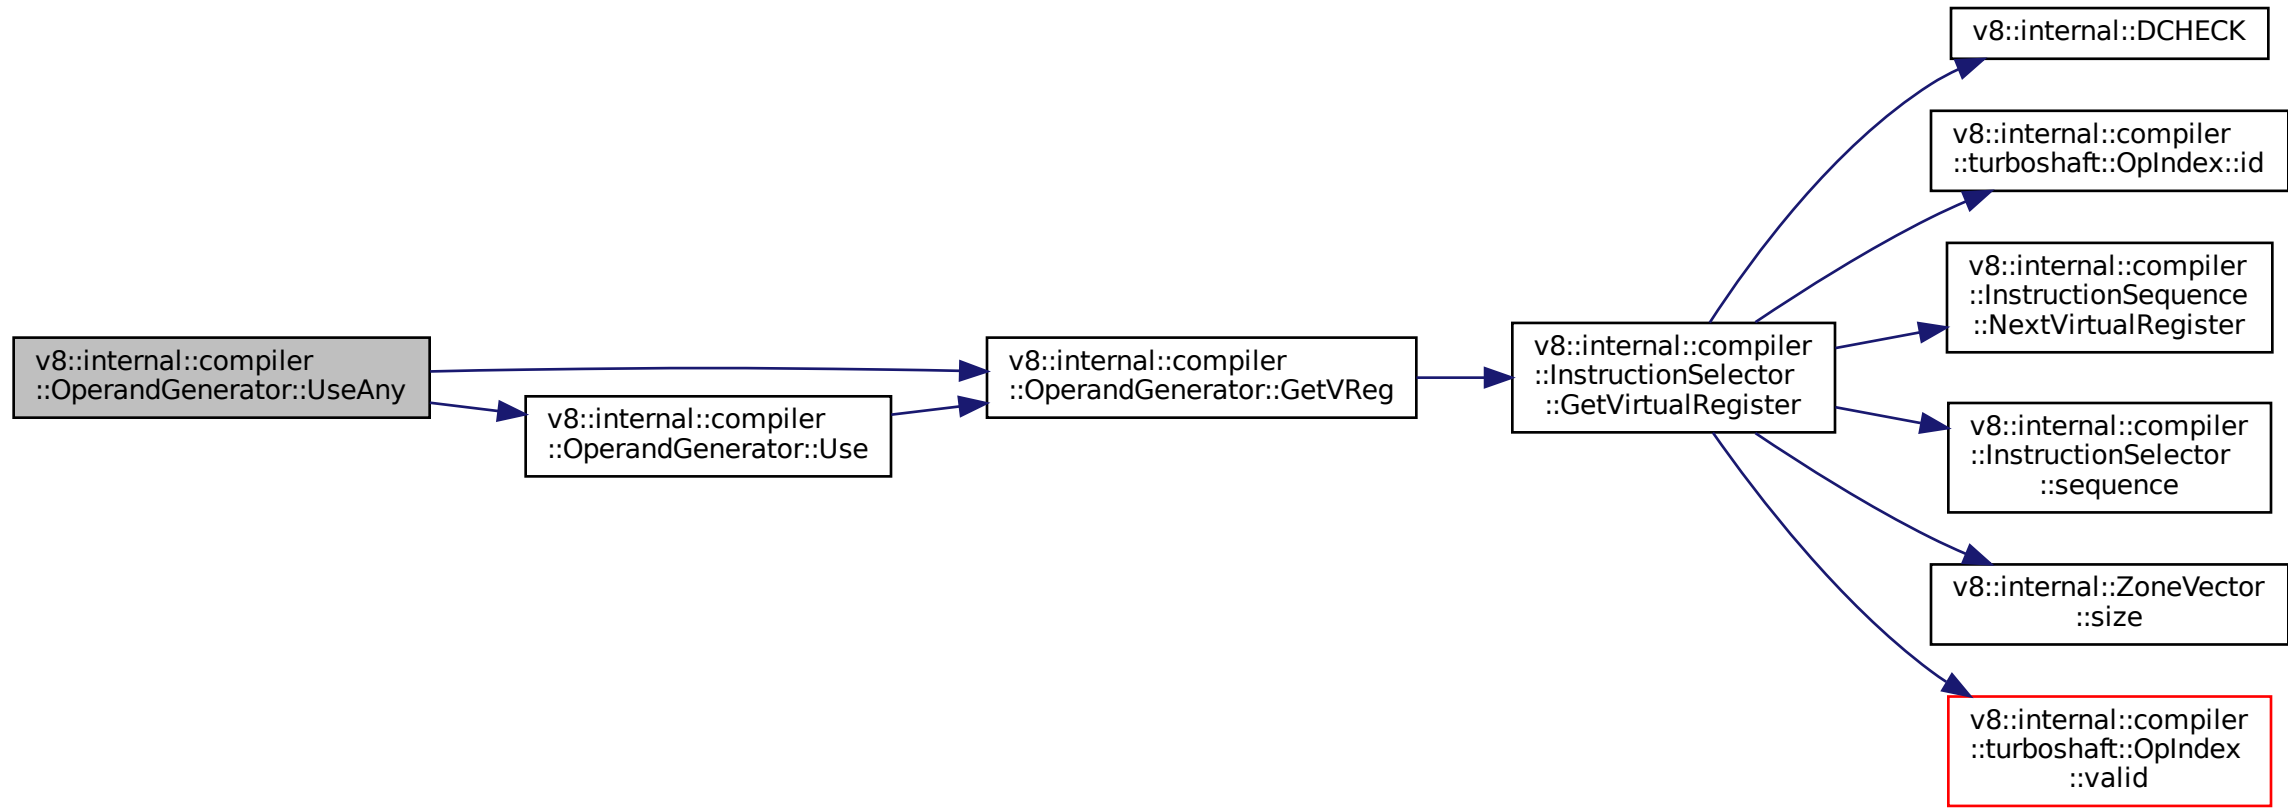 v8::internal::compiler
::OperandGenerator::UseAny
v8::internal::compiler
::OperandGenerator::Use
v8::internal::compiler
::OperandGenerator::GetVReg
v8::internal::compiler
::InstructionSelector
::GetVirtualRegister
v8::internal::DCHECK
v8::internal::compiler
::turboshaft::OpIndex::id
v8::internal::compiler
::InstructionSequence
::NextVirtualRegister
v8::internal::compiler
::InstructionSelector
::sequence
v8::internal::ZoneVector
::size
v8::internal::compiler
::turboshaft::OpIndex
::valid